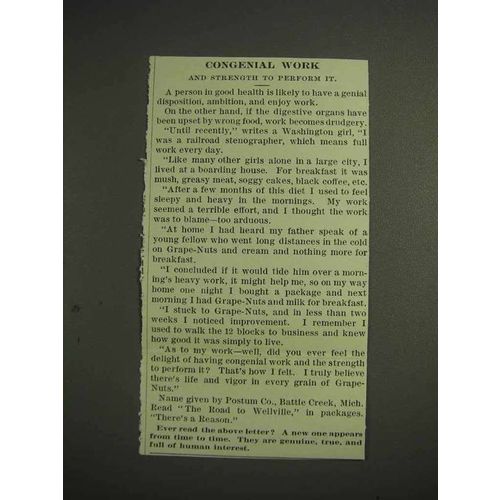 CONGENIAL WORK
AND STRENGTH TO PERFORM IT.
A person in good health is likely to have a genial
disposition, ambition, and enjoy work.
On the other hand, if the digestive organs have
been upset by wrong food, work becomes drudgery.
"Until recently," writes a Washington girl, "I
was a railroad stenographer, which means full
work every day.
"Like many other girls alone in a large city, I
lived at a boarding house. For breakfast it was
mush, greasy meat, soggy cakes, black coffee, etc.
"After a few months of this diet I used to feel
sleepy and heavy in the mornings. My work
seemed a terrible effort, and I thought the work
was to blame—too arduous.
"At home I had heard my father speak of a
young fellow who went long distances in the cold
on Grape-Nuts and cream and nothing more for
breakfast.
"I concluded if it would tide him over a morn-
ing's heavy work, it might help me, so on my way
home one night I bought a package and next
morning I had Grape-Nuts and milk for breakfast.
"I stuck to Grape-Nuts, and in less than two
weeks I noticed improvement. I remember I
used to walk the 12 blocks to business and knew
how good it was simply to live.
"As to my work—well, did you ever feel the
delight of having congenial work and the strength
to perform it? That's how I felt. I truly believe
there's life and vigor in every grain of Grape-
Nuts."
Name given by Postum Co., Battle Creek, Mich.
Read "The Road to Wellville," in packages.
"There's a Reason."
Ever read the above letter? A new one appears
from time to time. They are genuine, true, and
full of human interest.